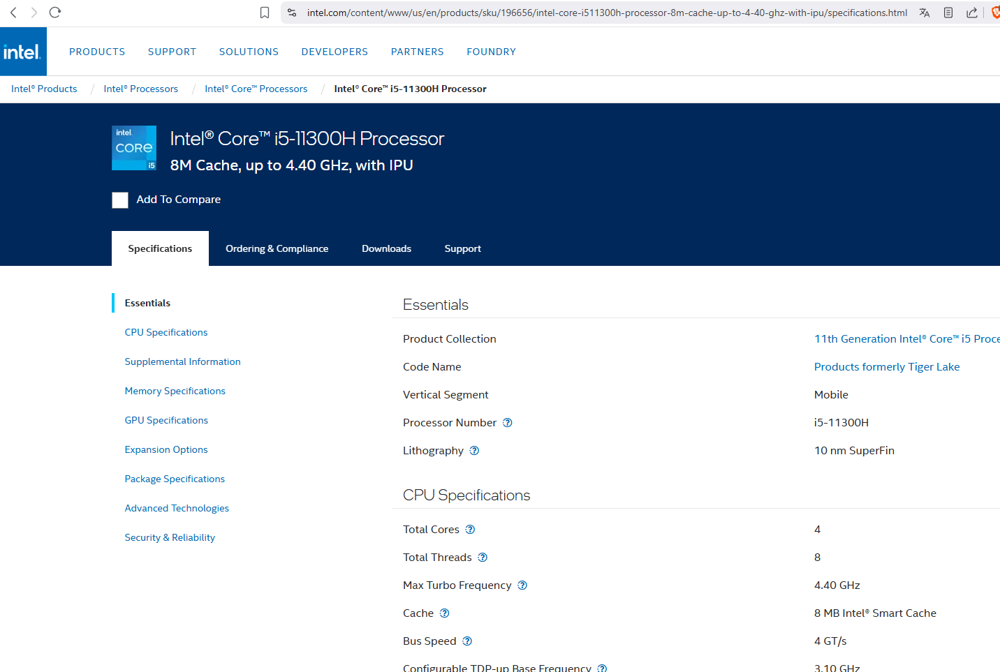 intel.com/content/www/us/en/products/sku/196656/intel-core-i511300h-processor-8m-cache-up-to-4-40-ghz-with-ipu/specifications.html
intel.
PRODUCTS SUPPORT SOLUTIONS DEVELOPERS PARTNERS FOUNDRY
Intel® Products / Intel® Processors / Intel® Core™ Processors / Intel® Core™ i5-11300H Processor
intel.
CORE
i5
Intel® Core™ i5-11300H Processor
8M Cache, up to 4.40 GHz, with IPU
Add To Compare
Specifications Ordering & Compliance Downloads Support
Essentials
CPU Specifications
Supplemental Information
Memory Specifications
GPU Specifications
Expansion Options
Package Specifications
Advanced Technologies
Security & Reliability
Essentials
Product Collection 11th Generation Intel® Core™ i5 Proce
Code Name Products formerly Tiger Lake
Vertical Segment Mobile
Processor Number i5-11300H
Lithography 10 nm SuperFin
CPU Specifications
Total Cores 4
Total Threads 8
Max Turbo Frequency 4.40 GHz
Cache 8 MB Intel® Smart Cache
Bus Speed 4 GT/s
Configurable TDP-up Base Frequency 3.10 GHz